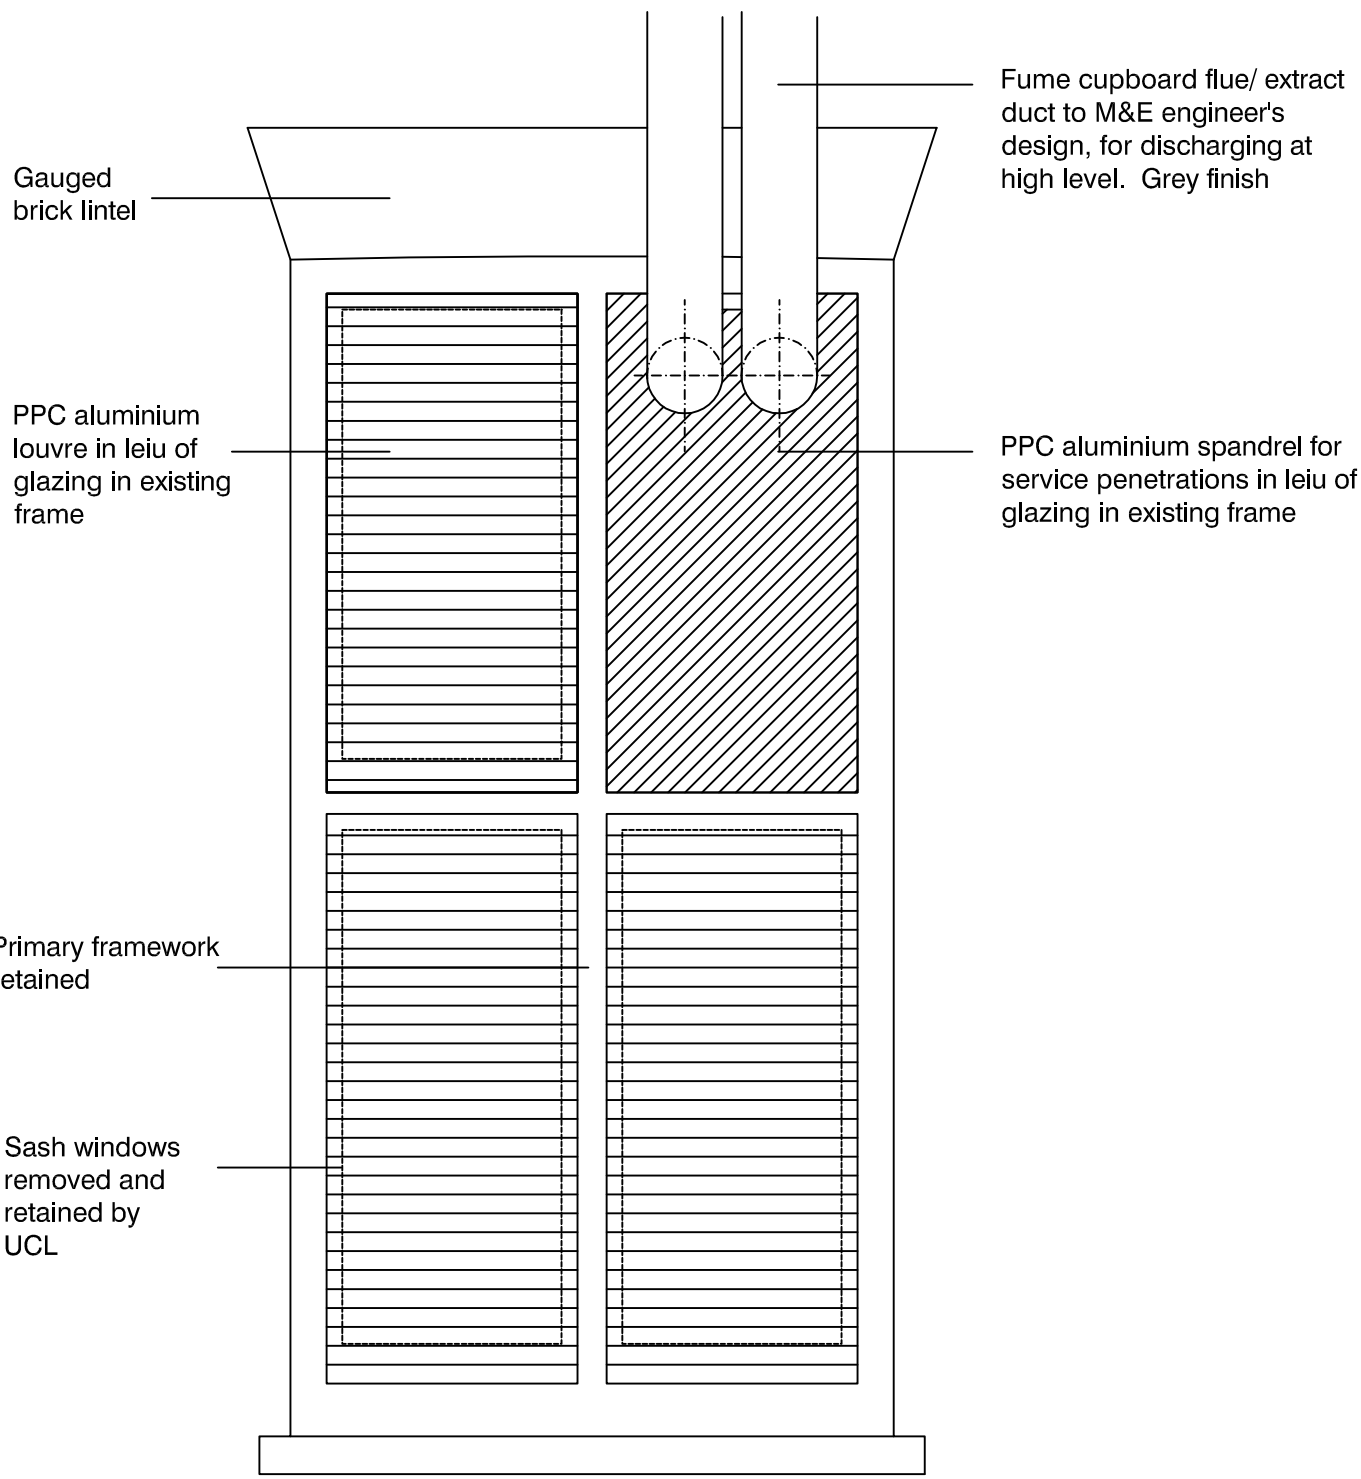 Gauged
brick lintel
PPC aluminium
louvre in leiu of
glazing in existing
frame
Primary framework
etained
Sash windows
removed and
retained by
UCL
Fume cupboard flue/ extract
duct to M&E engineer's
design, for discharging at
high level. Grey finish
PPC aluminium spandrel for
service penetrations in leiu of
glazing in existing frame